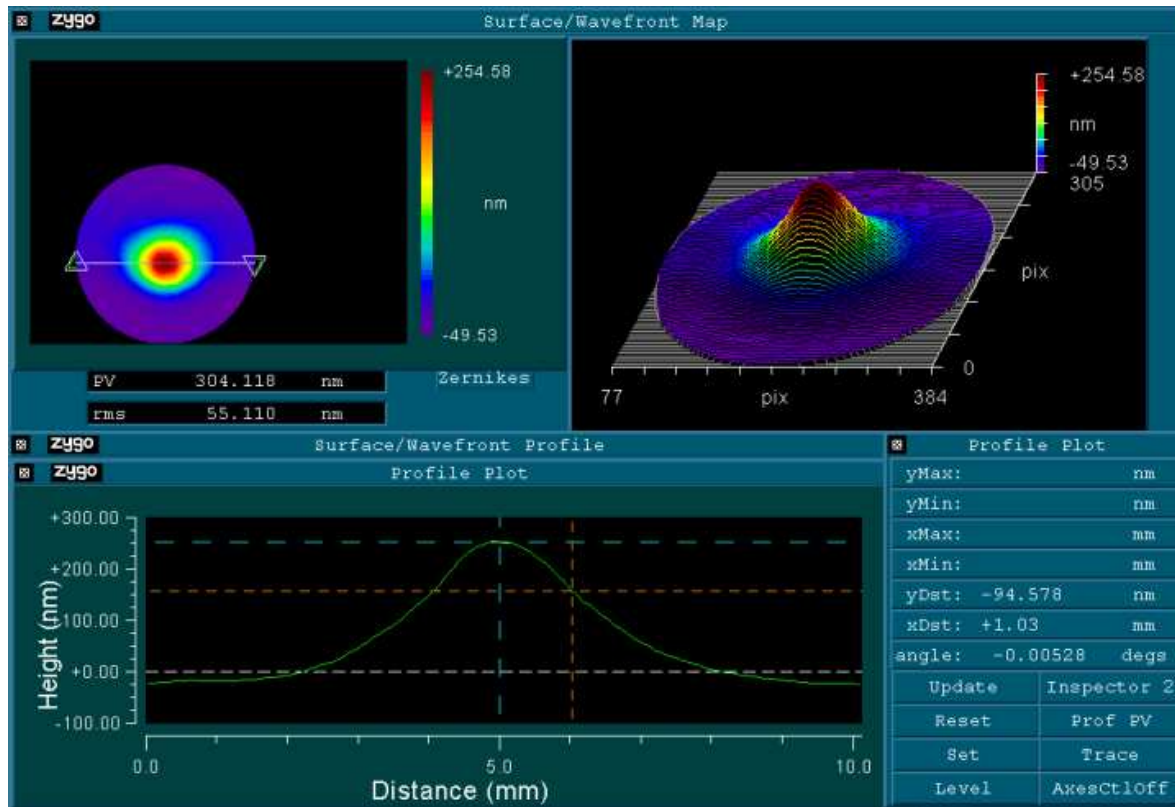 zygo Surface/Wavefront Map
+254.58
nm
-49.53
+254.58
nm
-49.53
305
pix
0
77
pix
384
PV 304.118 nm
rms 55.110 nm
Zernikes
zygo Surface/Wavefront Profile
zygo Profile Plot
+300.00
+200.00
+100.00
+0.00
-100.00
Height (nm)
0.0
5.0
10.0
Distance (mm)
Profile Plot
yMax: nm
yMin: nm
xMax: mm
xMin: mm
yDst: -94.578 nm
xDst: +1.03 mm
angle: -0.00528 degs
Update Inspector 2
Reset Prof PV
Set Trace
Level AxesCtlOff